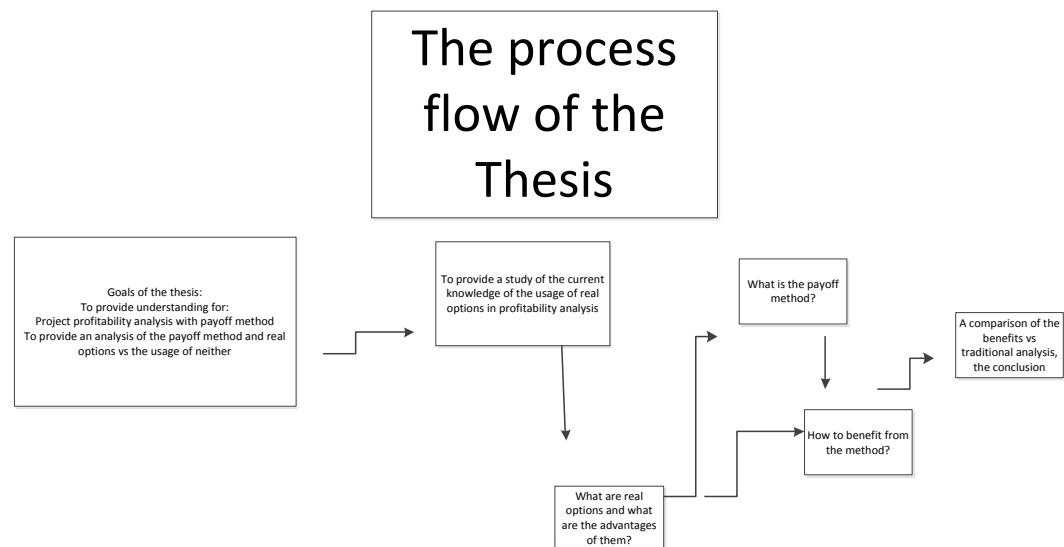 The process
flow of the
Thesis
Goals of the thesis:
To provide understanding for:
Project profitability analysis with payoff method
To provide an analysis of the payoff method and real
options vs the usage of neither
To provide a study of the current
knowledge of the usage of real
options in profitability analysis
What are real
options and what
are the advantages
of them?
What is the payoff
method?
How to benefit from
the method?
A comparison of the
benefits vs
traditional analysis,
the conclusion